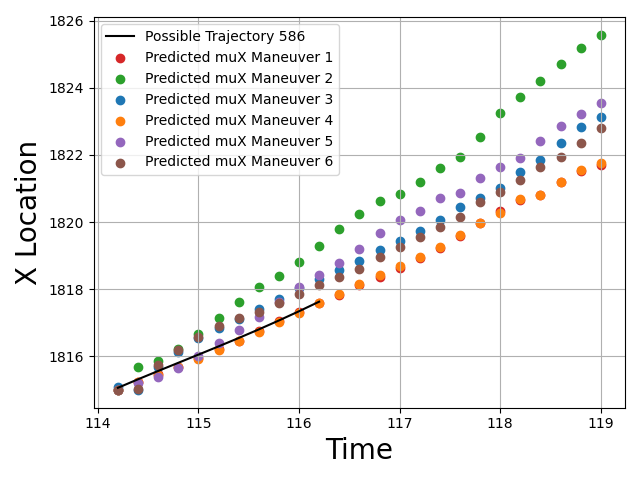 1826
1824
1822
1820
1818
1816
X Location
Possible Trajectory 586
Predicted muX Maneuver 1
Predicted muX Maneuver 2
Predicted muX Maneuver 3
Predicted muX Maneuver 4
Predicted muX Maneuver 5
Predicted muX Maneuver 6
114 115 116 117 118 119
Time